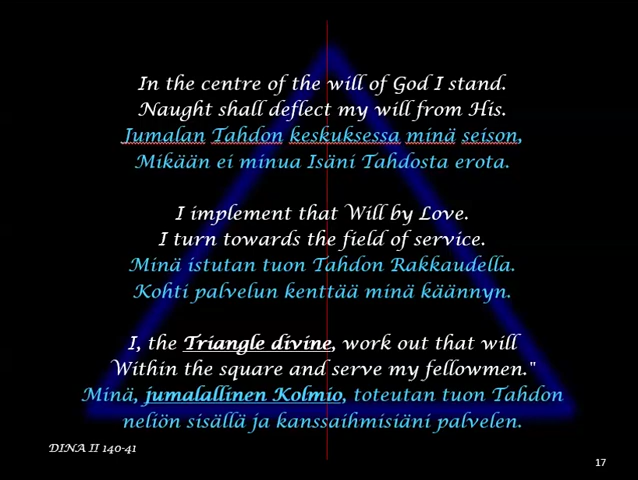 In the centre of the will of God I stand.
Naught shall deflect my will from His.
Jumalan Tahdon keskuksessa minä seison,
Mikään ei minua Isäni Tahdosta erota.
I implement that Will by Love.
I turn towards the field of service.
Minä istutan tuon Tahdon Rakkaudella.
Kohti palvelun kenttää minä käännyn.
I, the Triangle divine, work out that will
Within the square and serve my fellowmen."
Minä, jumalallinen Kolmio, toteutan tuon Tahdon
neliön sisällä ja kanssaihmisiäni palvelen.
DINA II 140-41
17